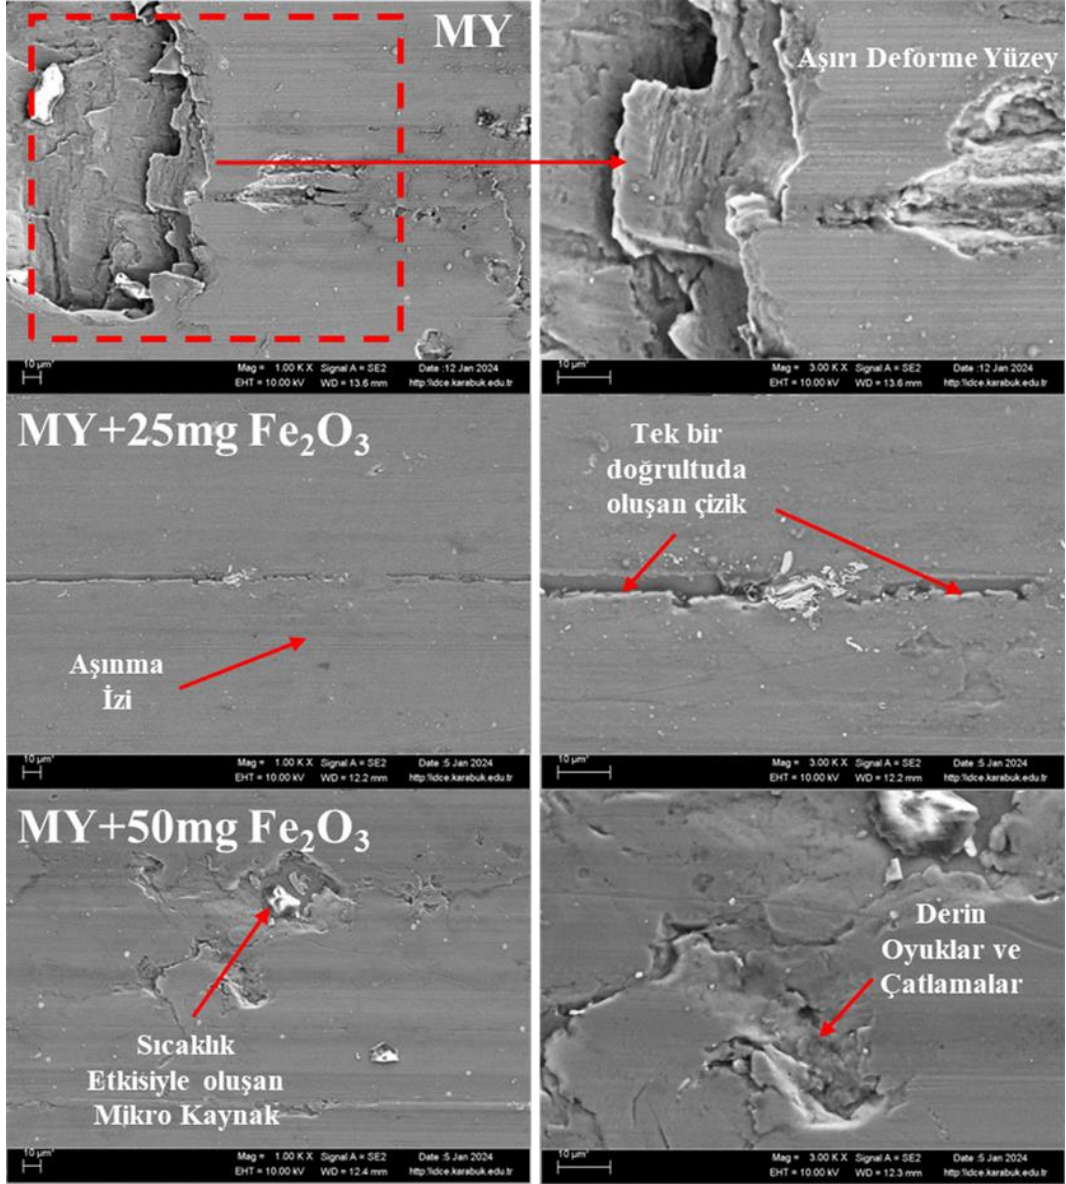 MY
Aşırı Deforme Yüzey
10 µm
Mag = 1.00 K X Signal A = SE2 Date :12 Jan 2024
EHT = 10.00 kV WD = 13.6 mm http://idce.karabuk.edu.tr
10 µm
Mag = 3.00 K X Signal A = SE2 Date :12 Jan 2024
EHT = 10.00 kV WD = 13.6 mm http://idce.karabuk.edu.tr
MY+25mg Fe₂O₃
Aşınma
İzi
Tek bir
doğrultuda
oluşan çizik
10 µm
Mag = 1.00 K X Signal A = SE2 Date :5 Jan 2024
EHT = 10.00 kV WD = 12.2 mm http://idce.karabuk.edu.tr
10 µm
Mag = 3.00 K X Signal A = SE2 Date :5 Jan 2024
EHT = 10.00 kV WD = 12.2 mm http://idce.karabuk.edu.tr
MY+50mg Fe₂O₃
Sıcaklık
Etkisiyle oluşan
Mikro Kaynak
Derin
Oyuklar ve
Çatlamalar
10 µm
Mag = 1.00 K X Signal A = SE2 Date :5 Jan 2024
EHT = 10.00 kV WD = 12.4 mm http://idce.karabuk.edu.tr
10 µm
Mag = 3.00 K X Signal A = SE2 Date :5 Jan 2024
EHT = 10.00 kV WD = 12.3 mm http://idce.karabuk.edu.tr